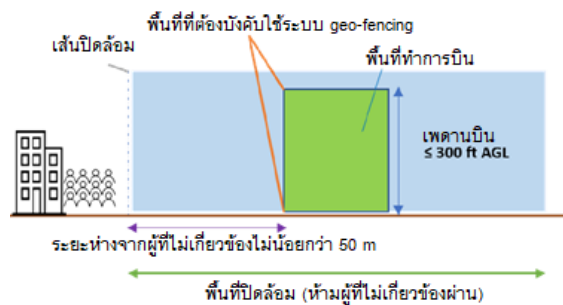 พื้นที่ที่ต้องบังคับใช้ระบบ geo-fencing
เส้นปิดล้อม
พื้นที่ทำการบิน
เพดานบิน
≤ 300 ft AGL
ระยะห่างจากผู้ที่ไม่เกี่ยวข้องไม่น้อยกว่า 50 m
พื้นที่ปิดล้อม (ห้ามผู้ที่ไม่เกี่ยวข้องผ่าน)